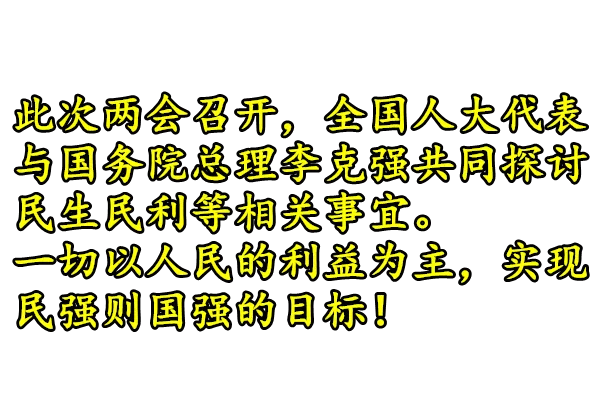 此次两会召开，全国人大代表
与国务院总理李克强共同探讨
民生民利等相关事宜。
一切以人民的利益为主，实现
民强则国强的目标！